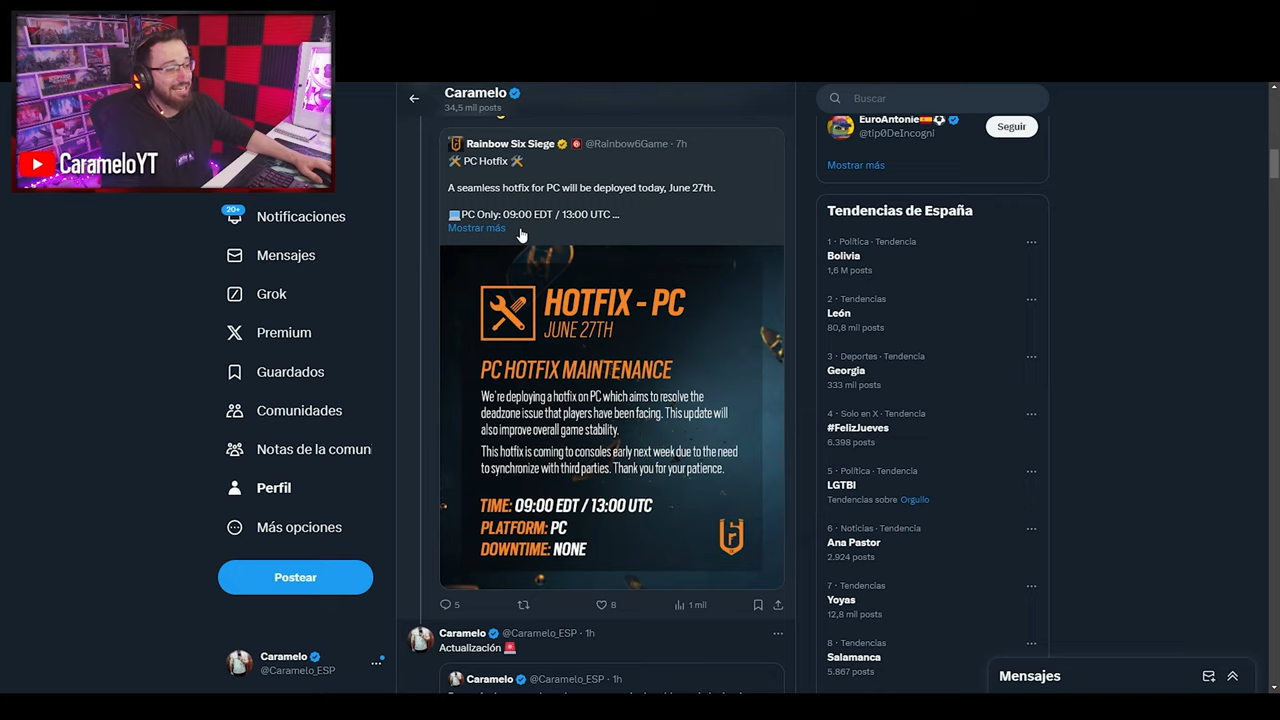 CarameloYT
20+
Notificaciones
Mensajes
Grok
Premium
Guardados
Comunidades
Notas de la comuni
Perfil
Más opciones
Postear
Caramelo
@Caramelo_ESP
Caramelo
34,5 mil posts
Rainbow Six Siege @Rainbow6Game · 7h
PC Hotfix
A seamless hotfix for PC will be deployed today, June 27th.
PC Only: 09:00 EDT / 13:00 UTC ...
Mostrar más
HOTFIX - PC
JUNE 27TH
PC HOTFIX MAINTENANCE
We're deploying a hotfix on PC which aims to resolve the
deadzone issue that players have been facing. This update will
also improve overall game stability.
This hotfix is coming to consoles early next week due to the need
to synchronize with third parties. Thank you for your patience.
TIME: 09:00 EDT / 13:00 UTC
PLATFORM: PC
DOWNTIME: NONE
5
8
1 mil
Caramelo @Caramelo_ESP · 1h
Actualización
Caramelo @Caramelo_ESP · 1h
Buscar
EuroAntonie
@tIp0DeIncognI
Seguir
Mostrar más
Tendencias de España
1 · Política · Tendencia
Bolivia
1,6 M posts
2 · Tendencias
León
80,8 mil posts
3 · Deportes · Tendencia
Georgia
333 mil posts
4 · Solo en X · Tendencia
#FelizJueves
6.398 posts
5 · Política · Tendencia
LGTBI
Tendencias sobre Orgullo
6 · Noticias · Tendencia
Ana Pastor
2.924 posts
7 · Tendencias
Yoyas
12,8 mil posts
8 · Tendencias
Salamanca
5.867 posts
Mensajes